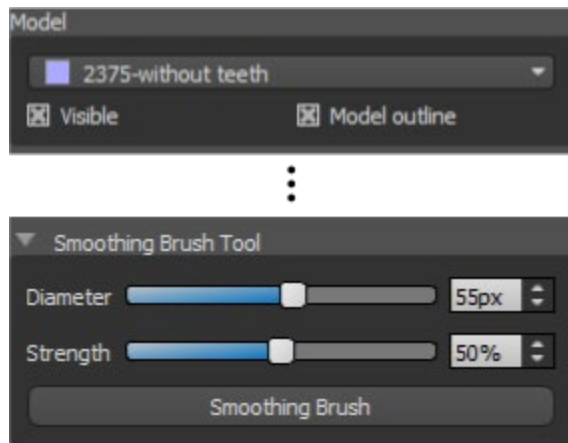 Model
2375-without teeth
Visible Model outline
Smoothing Brush Tool
Diameter 55px
Strength 50%
Smoothing Brush